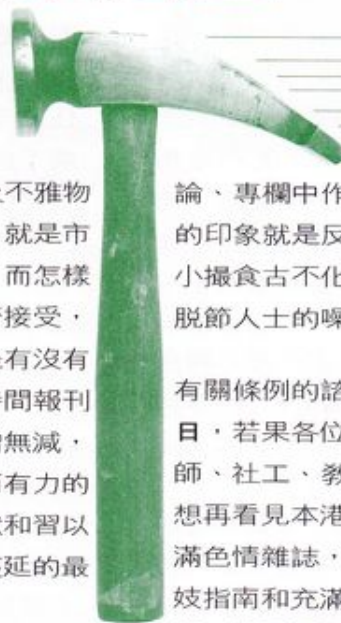 不雅物
就是市
而怎樣
接受，
有沒有
間報刊
無減，
有力的
和習以
延的最
論、專欄中作
的印象就是反
小撮食古不化
脱節人士的噪
有關條例的諮
日，若果各位
師、社工、教
想再看見本港
滿色情雜誌，
妓指南和充滿